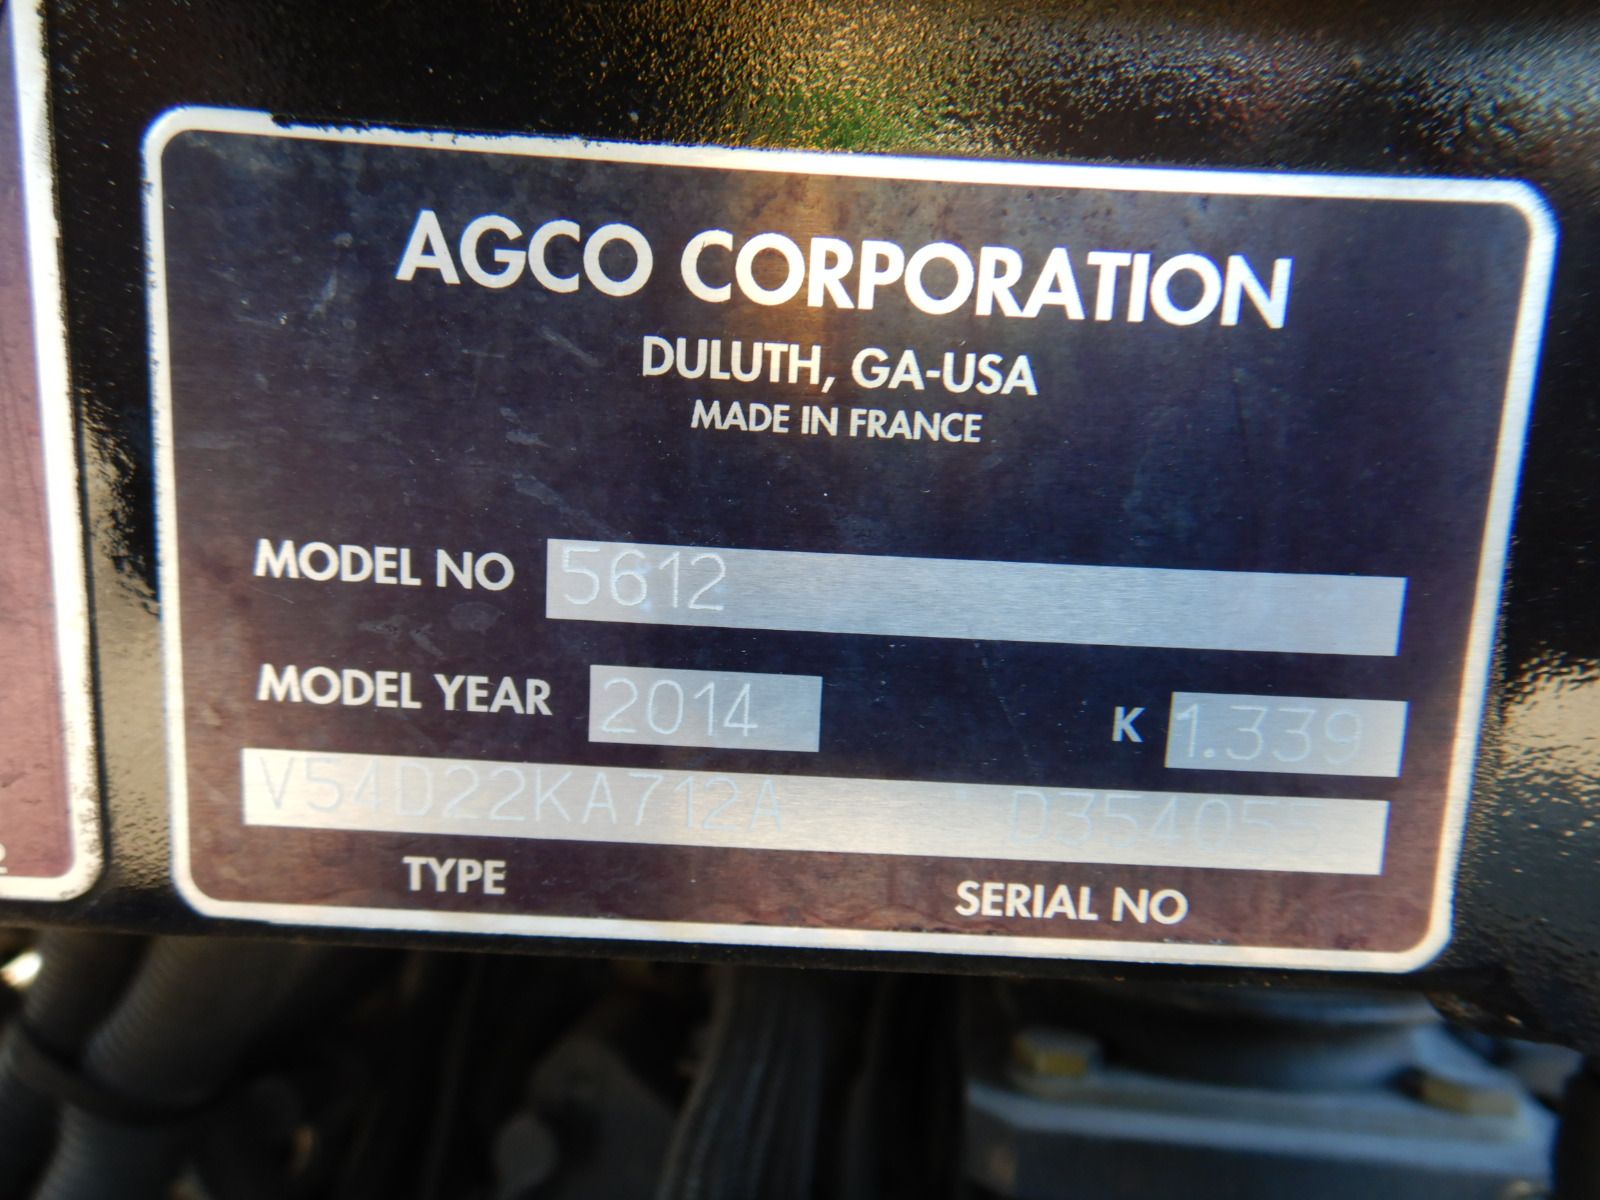 AGCO CORPORATION
DULUTH, GA-USA
MADE IN FRANCE
MODEL NO 5612
MODEL YEAR 2014 K 1.339
V54D22KA712A
TYPE SERIAL NO